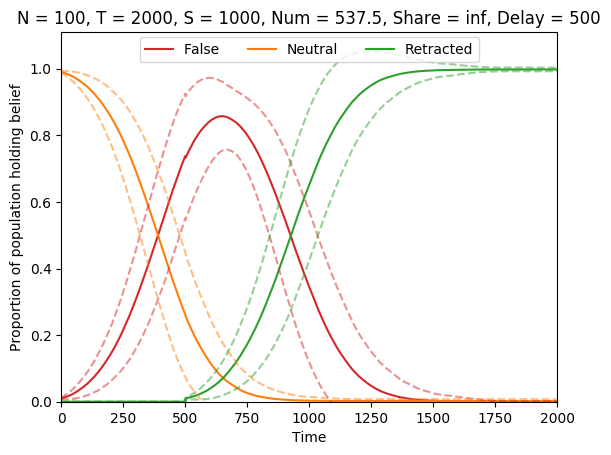 N = 100, T = 2000, S = 1000, Num = 537.5, Share = inf, Delay = 500
False Neutral Retracted
Proportion of population holding belief
1.0
0.8
0.6
0.4
0.2
0.0
0 250 500 750 1000 1250 1500 1750 2000
Time